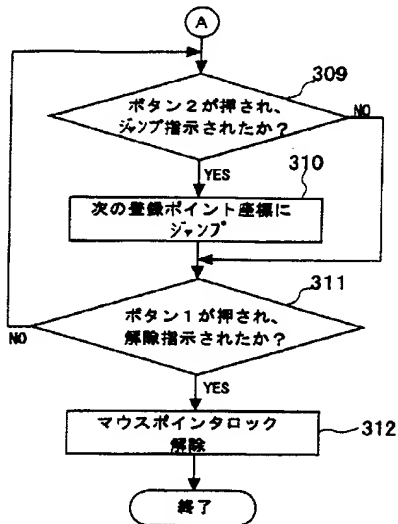 A
309
ボタン2が押され、
ジャンプ指示されたか?
NO
YES
310
次の登録ポイント座標に
ジャンプ
311
ボタン1が押され、
解除指示されたか?
NO
YES
マウスポインタロック
解除
312
終了